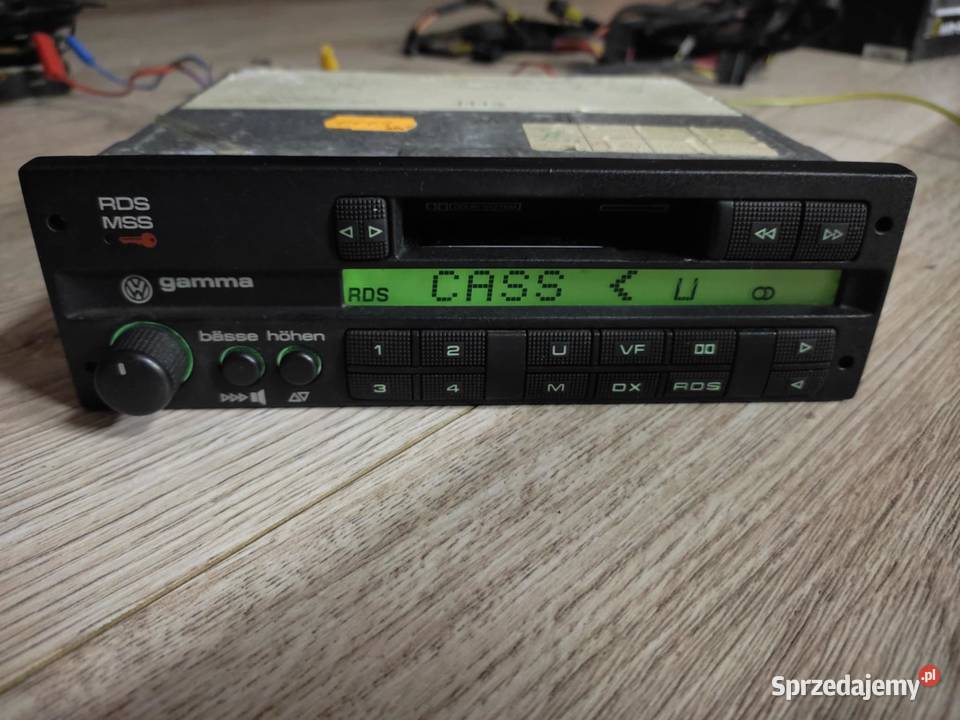 RDS
MSS
gamma
RDS CASS < U
bässe höhen
1 2 U VF
3 4 M DX RDS
Sprzedajemy.pl